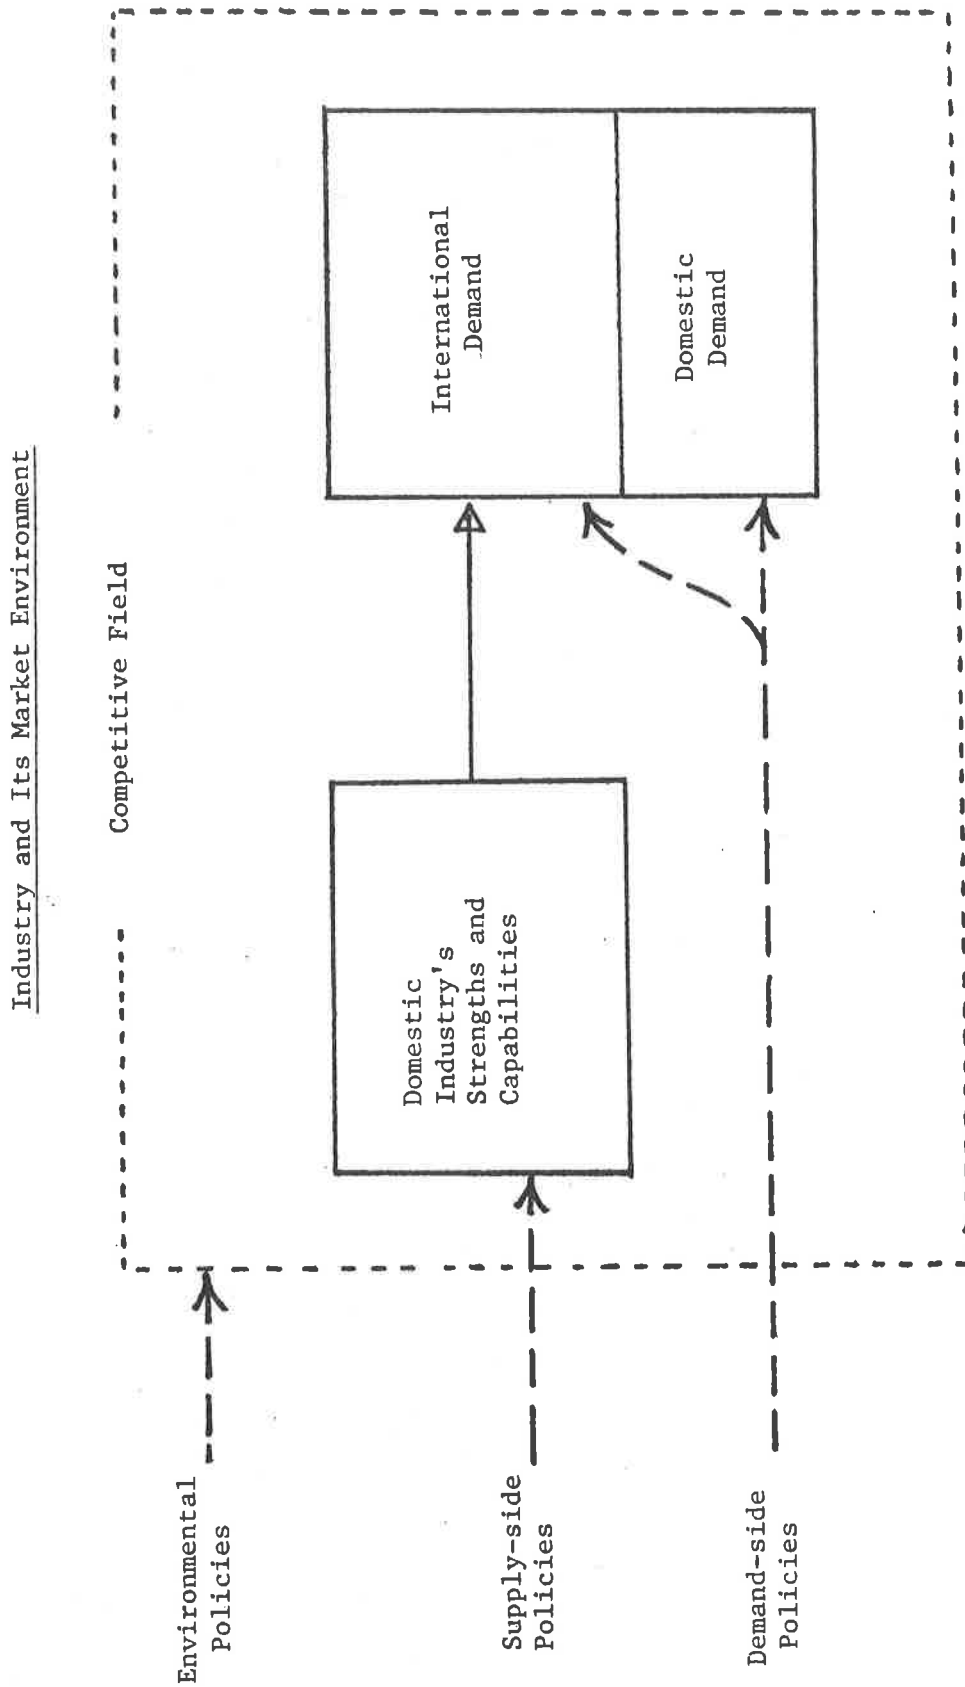 Industry and Its Market Environment
Competitive Field
Environmental
Policies
Supply-side
Policies
Demand-side
Policies
Domestic
Industry's
Strengths and
Capabilities
International
Demand
Domestic
Demand